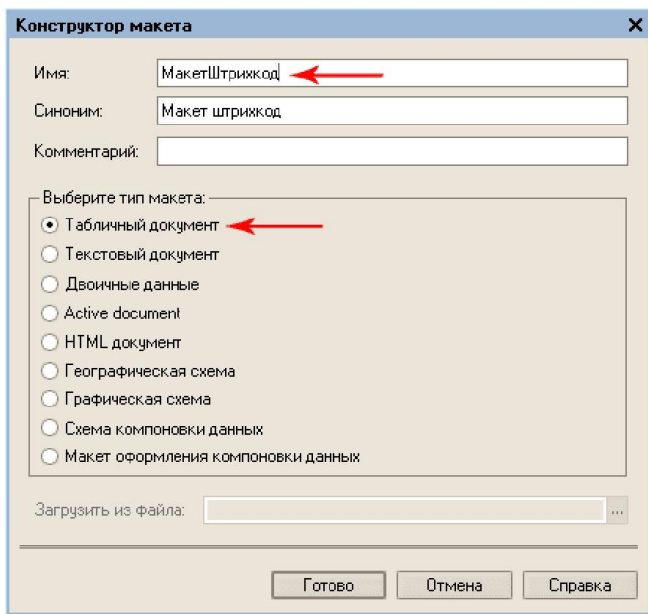 Конструктор макета
Имя: МакетШтрихкод
Синоним: Макет штрихкод
Комментарий:
Выберите тип макета:
Табличный документ
Текстовый документ
Двоичные данные
Active document
HTML документ
Географическая схема
Графическая схема
Схема компоновки данных
Макет оформления компоновки данных
Загрузить из файла: ...
Готово Отмена Справка